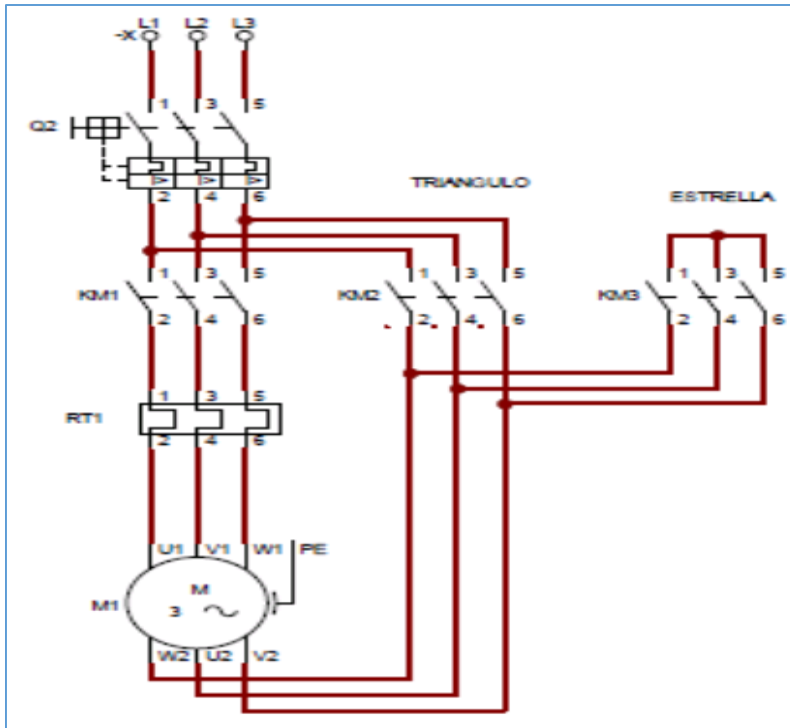 -X L1 L2 L3
1 3 5
Q2
I> I> I>
2 4 6
TRIANGULO
ESTRELLA
1 3 5 1 3 5 1 3 5
KM1 KM2 KM3
2 4 6 2 4 6 2 4 6
1 3 5
RT1
2 4 6
U1 V1 W1 PE
M1 M
3
W2 U2 V2